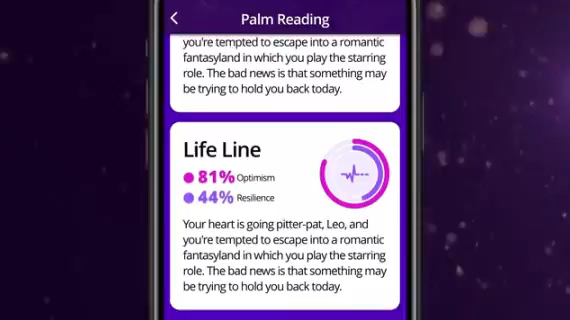 Palm Reading
you're tempted to escape into a romantic
fantasyland in which you play the starring
role. The bad news is that something may
be trying to hold you back today.
Life Line
81% Optimism
44% Resilience
Your heart is going pitter-pat, Leo, and
you're tempted to escape into a romantic
fantasyland in which you play the starring
role. The bad news is that something may
be trying to hold you back today.